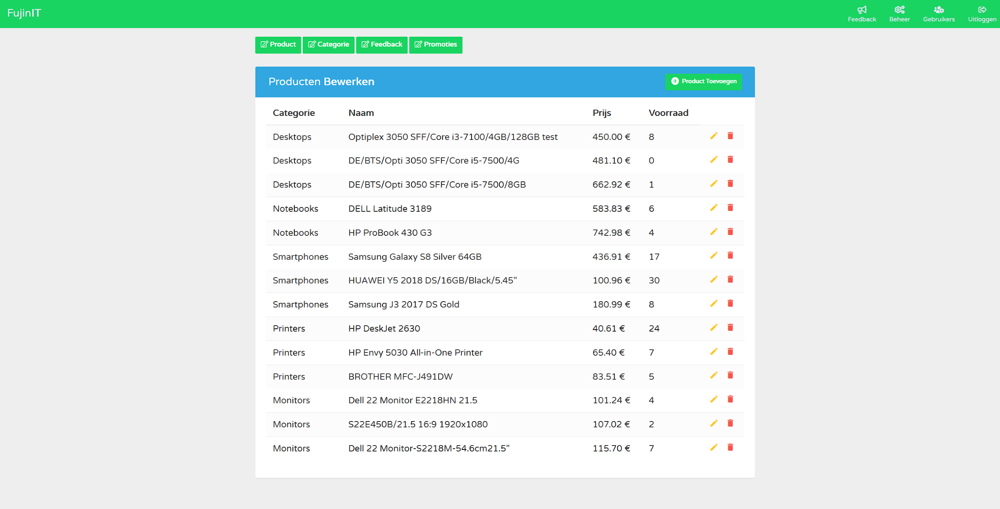 FujinIT
Feedback Beheer Gebruikers Uitloggen
Product Categorie Feedback Promoties
Producten Bewerken Product Toevoegen
Categorie Naam Prijs Voorraad
Desktops Optiplex 3050 SFF/Core i3-7100/4GB/128GB test 450.00 € 8
Desktops DE/BTS/Opti 3050 SFF/Core i5-7500/4G 481.10 € 0
Desktops DE/BTS/Opti 3050 SFF/Core i5-7500/8GB 662.92 € 1
Notebooks DELL Latitude 3189 583.83 € 6
Notebooks HP ProBook 430 G3 742.98 € 4
Smartphones Samsung Galaxy S8 Silver 64GB 436.91 € 17
Smartphones HUAWEI Y5 2018 DS/16GB/Black/5.45" 100.96 € 30
Smartphones Samsung J3 2017 DS Gold 180.99 € 8
Printers HP DeskJet 2630 40.61 € 24
Printers HP Envy 5030 All-in-One Printer 65.40 € 7
Printers BROTHER MFC-J491DW 83.51 € 5
Monitors Dell 22 Monitor E2218HN 21.5 101.24 € 4
Monitors S22E450B/21.5 16:9 1920x1080 107.02 € 2
Monitors Dell 22 Monitor-S2218M-54.6cm21.5" 115.70 € 7